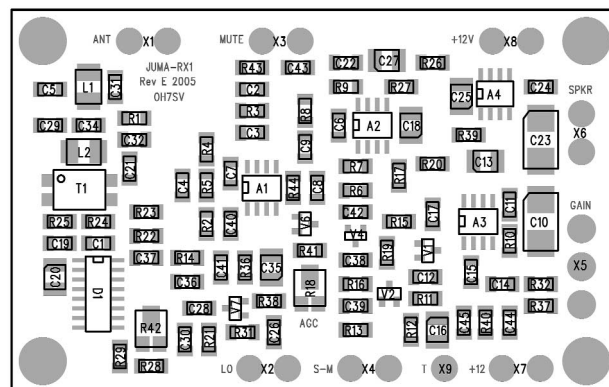 ANT X1 MUTE X3 +12V X8
JUMA-RX1
Rev E 2005
OH7SV
R43 C43 C22 C27 R26
C5 L1 C31 C2 R9 R27 C25 A4 C24 SPKR
R3 R8
C29 C34 R1 C3 C6 A2 C18 R39 C23 X6
C32 C9
L2 R4 C13
C21 C7 R7 R17 R20
T1 C4 R5 A1 R44 C8 R6
R25 R24 R23 R2 C40 V6 C42 R15 C17 A3 C11 C10 GAIN
C19 C1 R22 V4 R10
C37 R14 R41 R19 V1
C20 D1 C41 R36 C35 C38 C15 X5
C36 R18 R16 C12 C14 R32
V2 R11
C28 V7 R38 C39 R37
R42 AGC R12 C16 C45 R40 C44
C30 R21 R31 C26 R13
R29 R28 LO X2 S-M X4 T X9 +12 X7